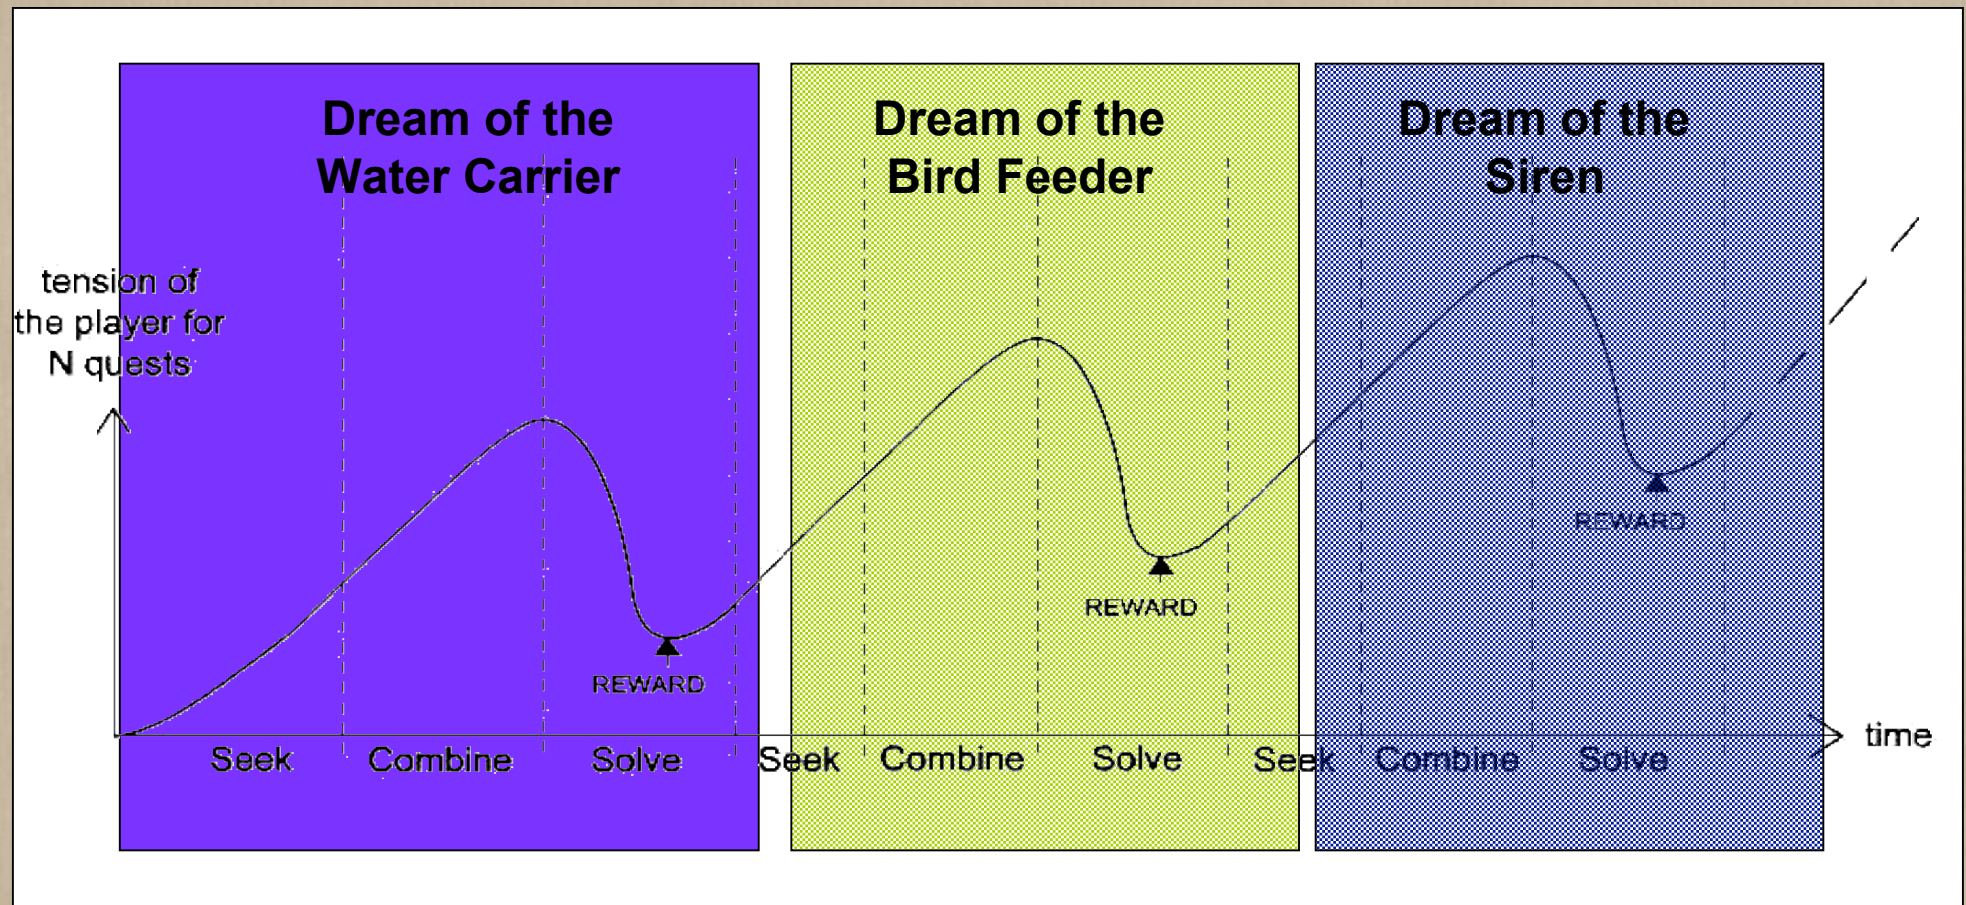 Dream of the
Water Carrier
Dream of the
Bird Feeder
Dream of the
Siren
tension of
the player for
N quests
REWARD
REWARD
REWARD
Seek Combine Solve Seek Combine Solve Seek Combine Solve
time